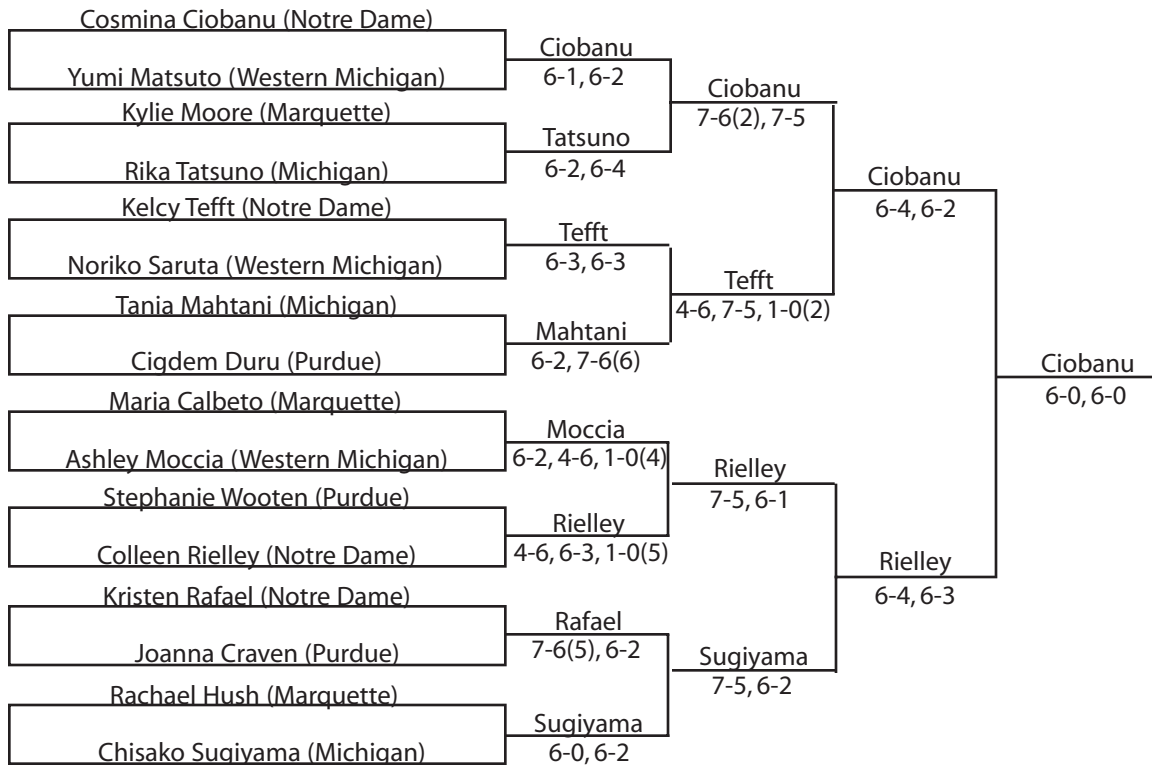 Cosmina Ciobanu (Notre Dame)
Yumi Matsuto (Western Michigan)
Kylie Moore (Marquette)
Rika Tatsuno (Michigan)
Kelcy Tefft (Notre Dame)
Noriko Saruta (Western Michigan)
Tania Mahtani (Michigan)
Cigdem Duru (Purdue)
Maria Calbeto (Marquette)
Ashley Moccia (Western Michigan)
Stephanie Wooten (Purdue)
Colleen Rielley (Notre Dame)
Kristen Rafael (Notre Dame)
Joanna Craven (Purdue)
Rachael Hush (Marquette)
Chisako Sugiyama (Michigan)
Ciobanu
6-1, 6-2
Tatsuno
6-2, 6-4
Tefft
6-3, 6-3
Mahtani
6-2, 7-6(6)
Moccia
6-2, 4-6, 1-0(4)
Rielley
4-6, 6-3, 1-0(5)
Rafael
7-6(5), 6-2
Sugiyama
6-0, 6-2
Ciobanu
7-6(2), 7-5
Tefft
4-6, 7-5, 1-0(2)
Rielley
7-5, 6-1
Sugiyama
7-5, 6-2
Ciobanu
6-4, 6-2
Rielley
6-4, 6-3
Ciobanu
6-0, 6-0